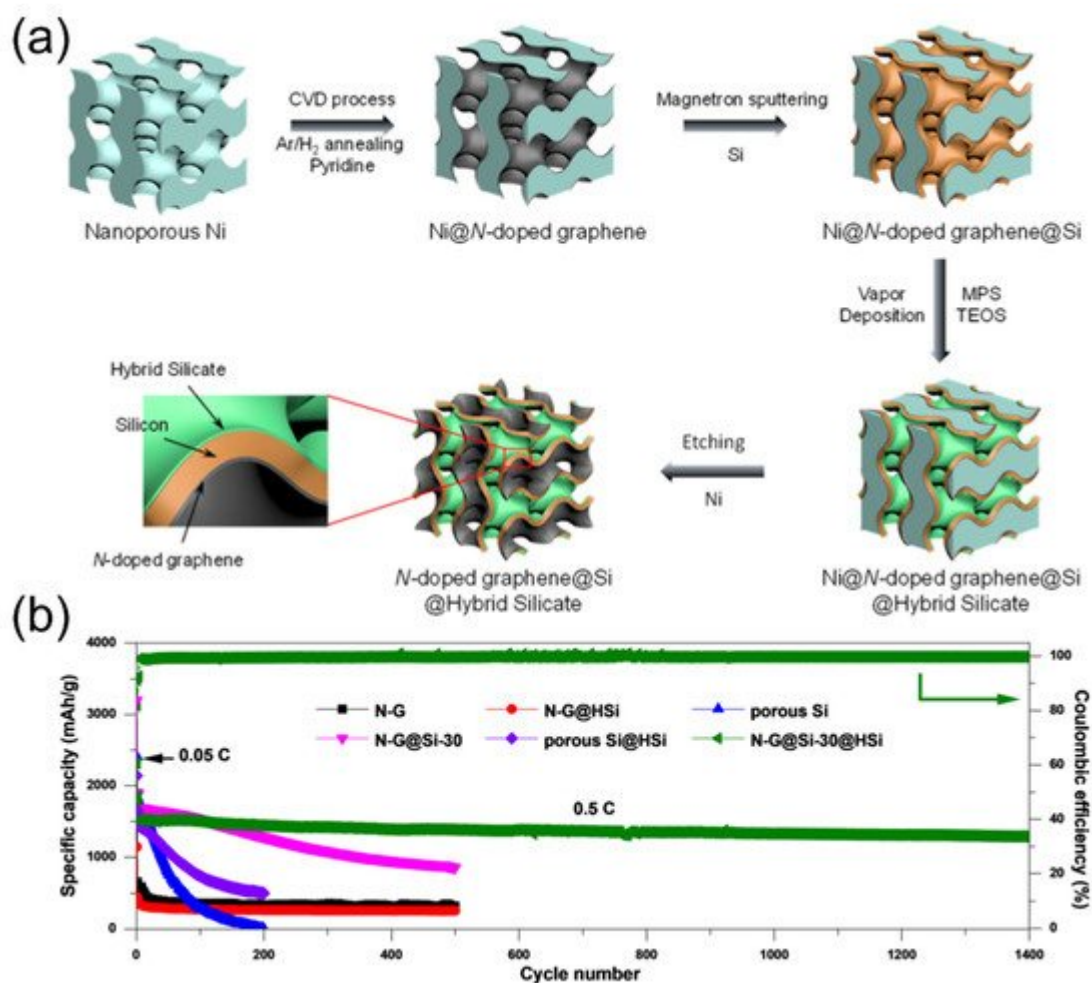 (a)
CVD process
Ar/H₂ annealing
Pyridine
Magnetron sputtering
Si
Nanoporous Ni
Ni@N-doped graphene
Ni@N-doped graphene@Si
Vapor
Deposition
MPS
TEOS
Hybrid Silicate
Silicon
N-doped graphene
Etching
Ni
N-doped graphene@Si
@Hybrid Silicate
Ni@N-doped graphene@Si
@Hybrid Silicate
(b)
Specific capacity (mAh/g)
4000
3000
2000
1000
0
N-G
N-G@HSi
porous Si
N-G@Si-30
porous Si@HSi
N-G@Si-30@HSi
0.05 C
0.5 C
100
80
60
40
20
0
Coulombic efficiency (%)
0
200
400
600
800
1000
1200
1400
Cycle number